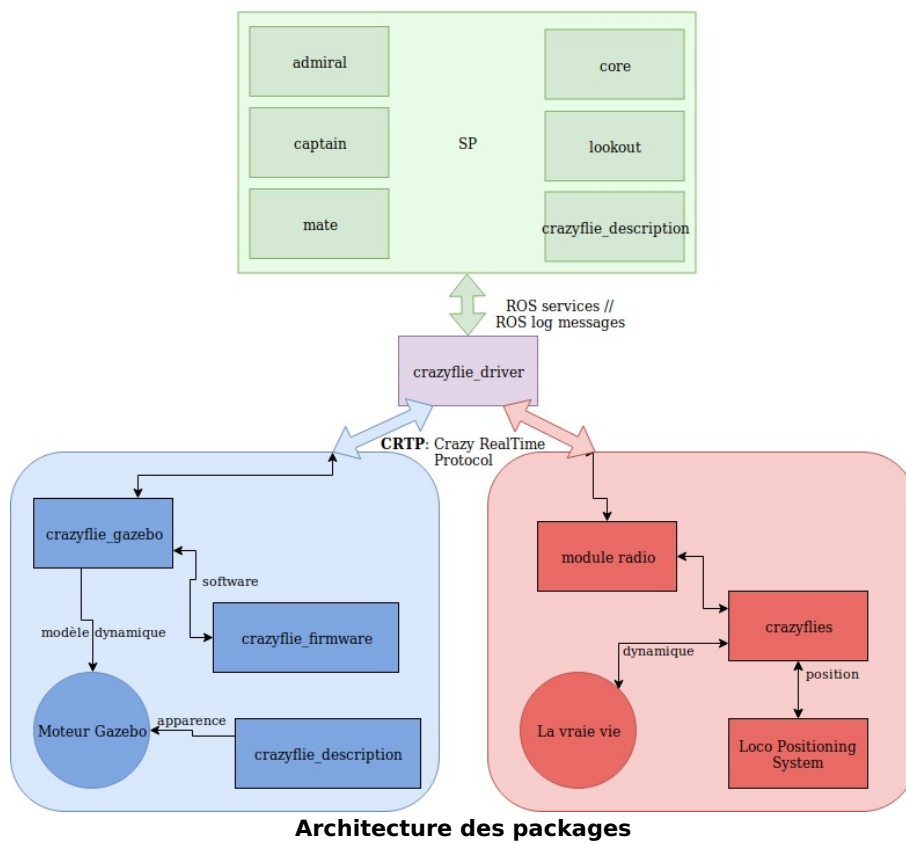 admiral
core
captain
SP
lookout
mate
crazyflie_description
ROS services //
ROS log messages
crazyflie_driver
CRTP: Crazy RealTime
Protocol
crazyflie_gazebo
software
modèle dynamique
crazyflie_firmware
Moteur Gazebo
apparence
crazyflie_description
module radio
crazyflies
dynamique
position
La vraie vie
Loco Positioning
System
Architecture des packages